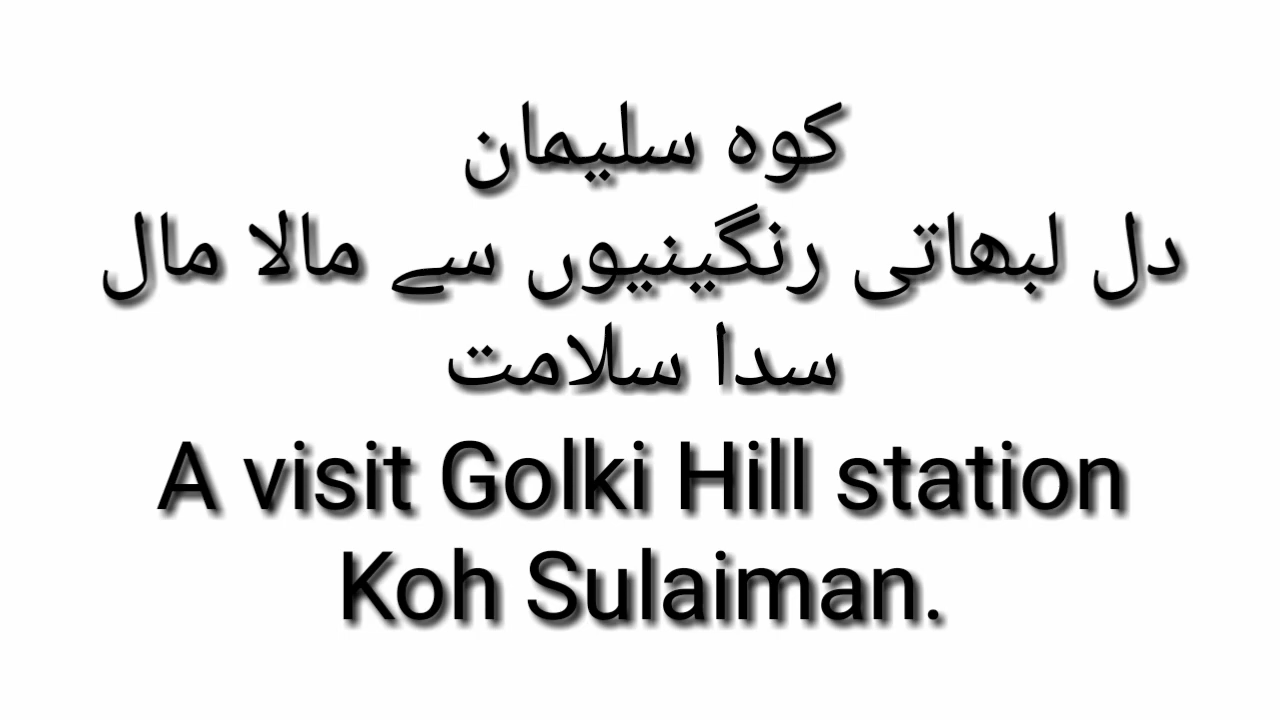 کوہ سلیمان
دل لبھاتی رنگینیوں سے مالا مال
سدا سلامت
A visit Golki Hill station
Koh Sulaiman.